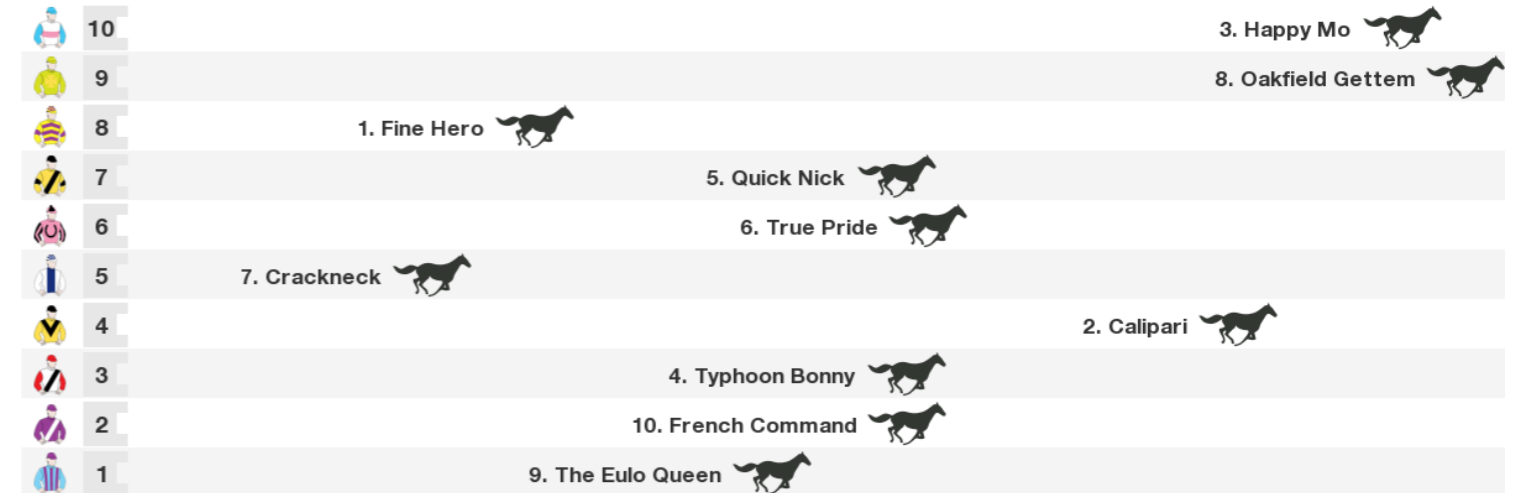 10 3. Happy Mo
9 8. Oakfield Gettem
8 1. Fine Hero
7 5. Quick Nick
6 6. True Pride
5 7. Crackneck
4 2. Calipari
3 4. Typhoon Bonny
2 10. French Command
1 9. The Eulo Queen